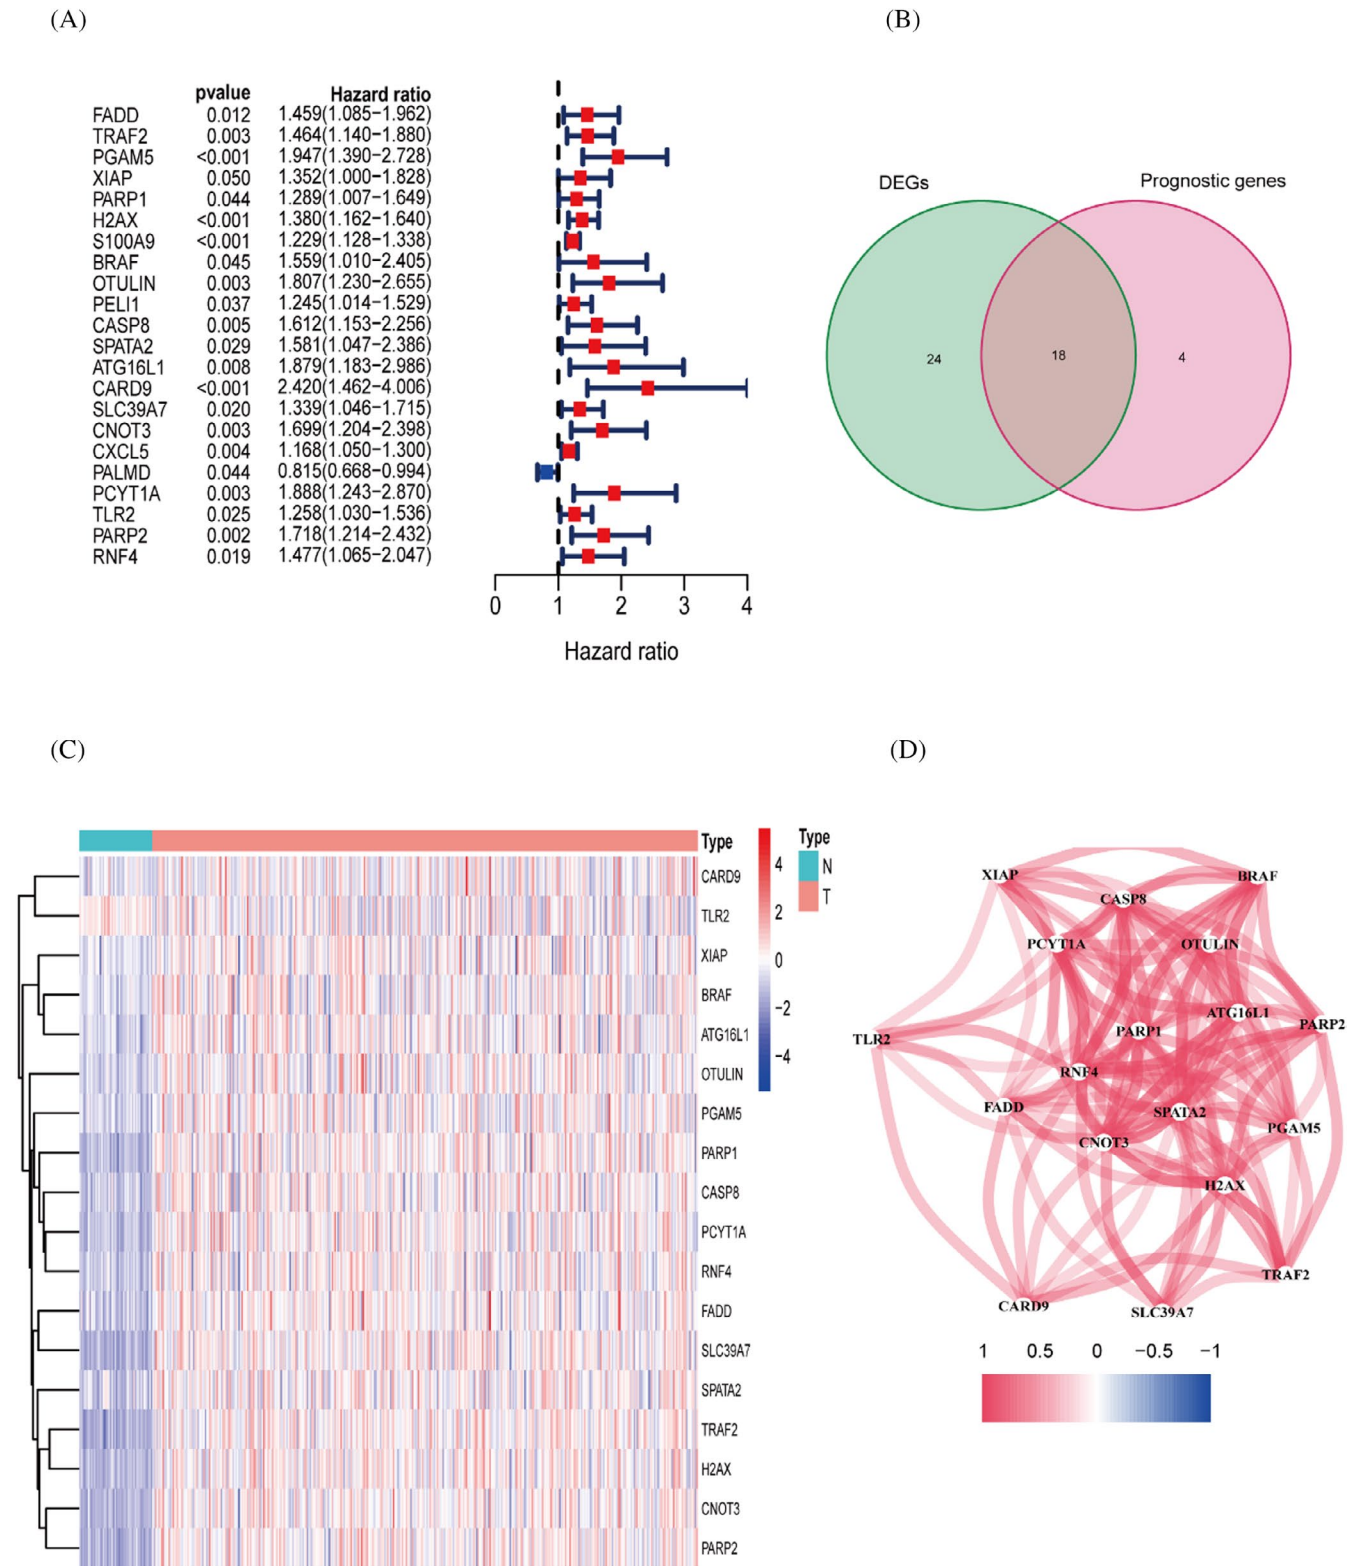 (A)
pvalue Hazard ratio
FADD 0.012 1.459(1.085−1.962)
TRAF2 0.003 1.464(1.140−1.880)
PGAM5 <0.001 1.947(1.390−2.728)
XIAP 0.050 1.352(1.000−1.828)
PARP1 0.044 1.289(1.007−1.649)
H2AX <0.001 1.380(1.162−1.640)
S100A9 <0.001 1.229(1.128−1.338)
BRAF 0.045 1.559(1.010−2.405)
OTULIN 0.003 1.807(1.230−2.655)
PELI1 0.037 1.245(1.014−1.529)
CASP8 0.005 1.612(1.153−2.256)
SPATA2 0.029 1.581(1.047−2.386)
ATG16L1 0.008 1.879(1.183−2.986)
CARD9 <0.001 2.420(1.462−4.006)
SLC39A7 0.020 1.339(1.046−1.715)
CNOT3 0.003 1.699(1.204−2.398)
CXCL5 0.004 1.168(1.050−1.300)
PALMD 0.044 0.815(0.668−0.994)
PCYT1A 0.003 1.888(1.243−2.870)
TLR2 0.025 1.258(1.030−1.536)
PARP2 0.002 1.718(1.214−2.432)
RNF4 0.019 1.477(1.065−2.047)
0 1 2 3 4
Hazard ratio
(B)
DEGs Prognostic genes
24 18 4
(C)
Type
CARD9
TLR2
XIAP
BRAF
ATG16L1
OTULIN
PGAM5
PARP1
CASP8
PCYT1A
RNF4
FADD
SLC39A7
SPATA2
TRAF2
H2AX
CNOT3
PARP2
4
2
0
−2
−4
Type
N
T
(D)
XIAP BRAF
CASP8
PCYT1A OTULIN
ATG16L1
PARP1 PARP2
TLR2
RNF4
FADD SPATA2
PGAM5
CNOT3
H2AX
TRAF2
CARD9 SLC39A7
1 0.5 0 −0.5 −1